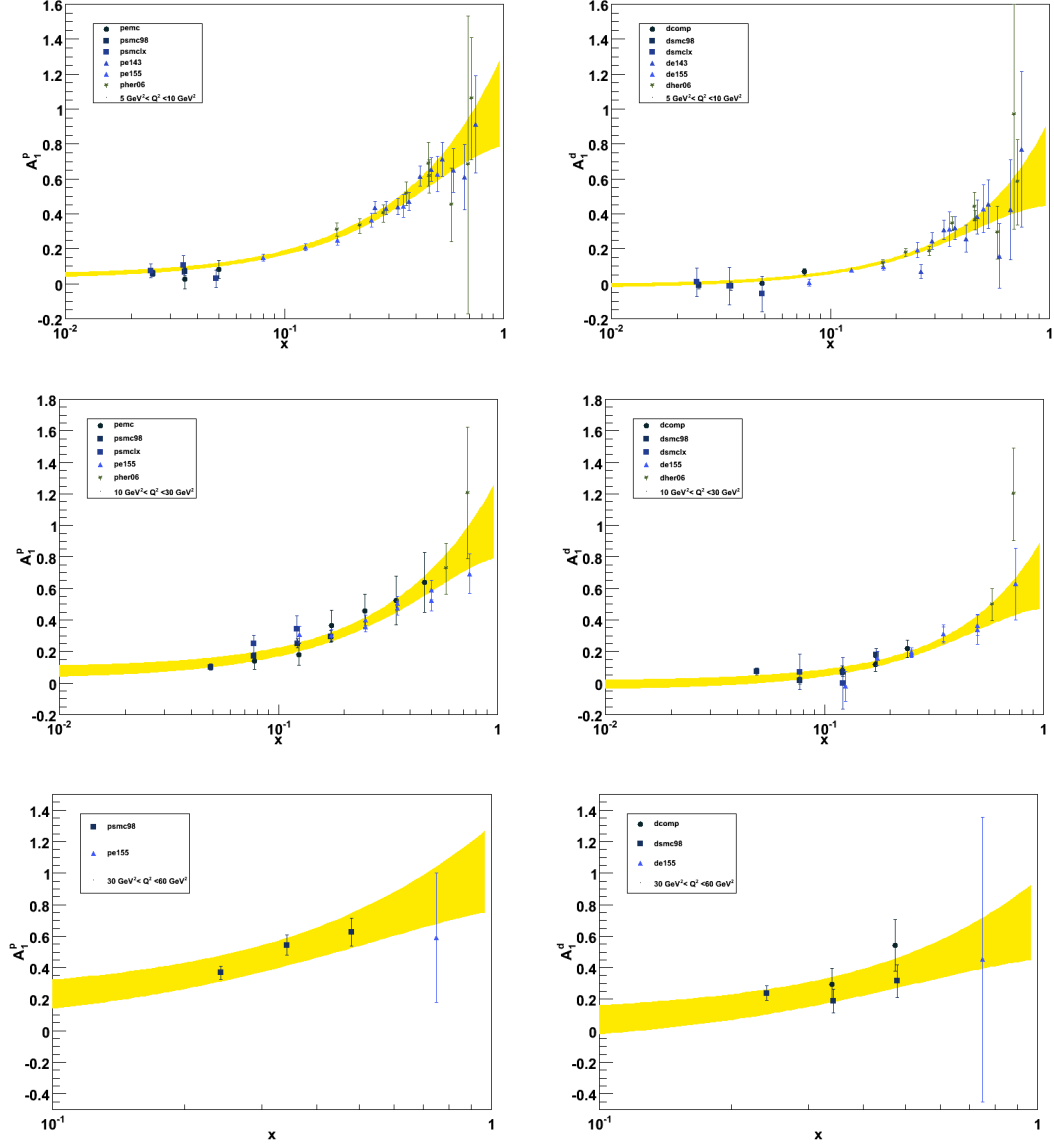 1.6
1.4
1.2
1
0.8
0.6
0.4
0.2
0
-0.2
A₁ᵖ
pemc
psmc98
psmclx
pe143
pe155
pher06
5 GeV²< Q² <10 GeV²
10⁻²
10⁻¹
1
x
1.6
1.4
1.2
1
0.8
0.6
0.4
0.2
0
-0.2
A₁ᵈ
dcomp
dsmc98
dsmclx
de143
de155
dher06
5 GeV²< Q² <10 GeV²
10⁻²
10⁻¹
1
x
1.8
1.6
1.4
1.2
1
0.8
0.6
0.4
0.2
0
-0.2
A₁ᵖ
pemc
psmc98
psmclx
pe155
pher06
10 GeV²< Q² <30 GeV²
10⁻²
10⁻¹
1
x
1.8
1.6
1.4
1.2
1
0.8
0.6
0.4
0.2
0
-0.2
A₁ᵈ
dcomp
dsmc98
dsmclx
de155
dher06
10 GeV²< Q² <30 GeV²
10⁻²
10⁻¹
1
x
1.4
1.2
1
0.8
0.6
0.4
0.2
0
-0.2
-0.4
A₁ᵖ
psmc98
pe155
30 GeV²< Q² <60 GeV²
10⁻¹
1
x
1.4
1.2
1
0.8
0.6
0.4
0.2
0
-0.2
-0.4
A₁ᵈ
dcomp
dsmc98
de155
30 GeV²< Q² <60 GeV²
10⁻¹
1
x